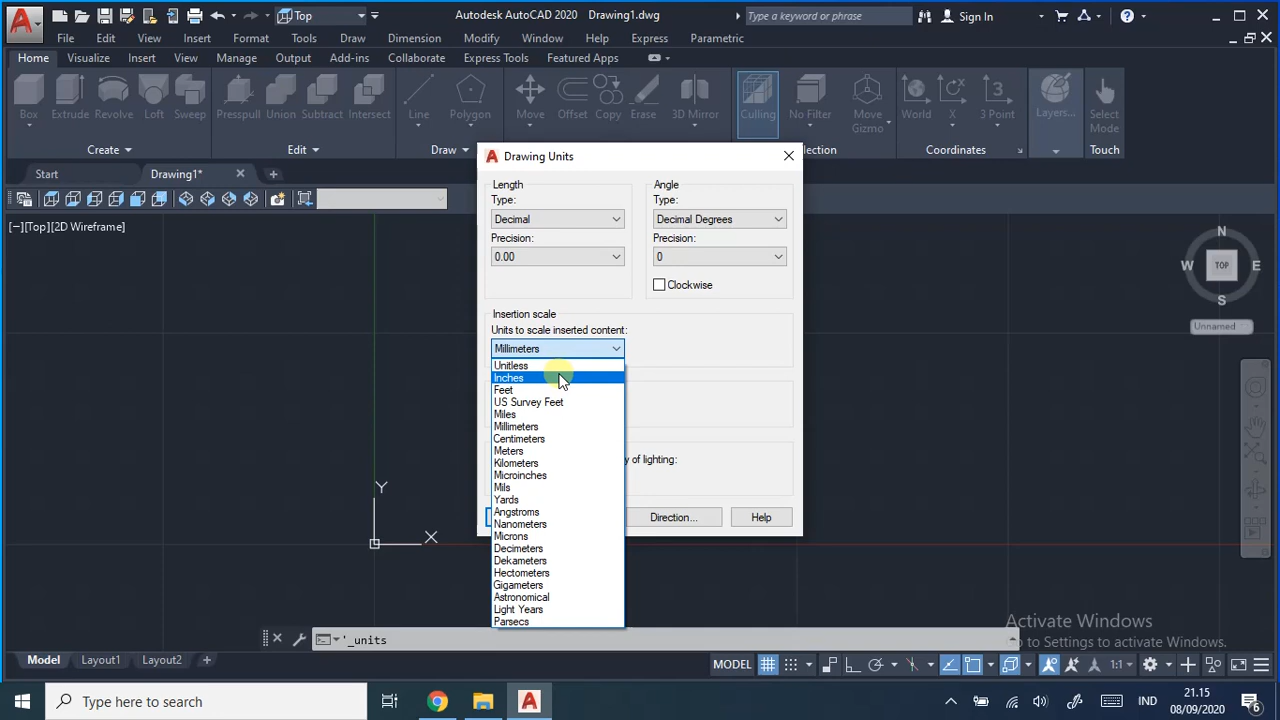 Top
Autodesk AutoCAD 2020 Drawing1.dwg
Type a keyword or phrase
Sign In
File Edit View Insert Format Tools Draw Dimension Modify Window Help Express Parametric
Home Visualize Insert View Manage Output Add-ins Collaborate Express Tools Featured Apps
Box Extrude Revolve Loft Sweep Presspull Union Subtract Intersect Line Polygon Move Offset Copy Erase 3D Mirror Culling No Filter Move Gizmo World X 3 Point Layers... Select Mode
Create Edit Draw Coordinates Touch
Start Drawing1*
[−][Top][2D Wireframe]
Drawing Units
Length
Type:
Decimal
Precision:
0.00
Angle
Type:
Decimal Degrees
Precision:
0
Clockwise
Insertion scale
Units to scale inserted content:
Millimeters
Unitless
Inches
Feet
US Survey Feet
Miles
Millimeters
Centimeters
Meters
Kilometers
Microinches
Mils
Yards
Angstroms
Nanometers
Microns
Decimeters
Dekameters
Hectometers
Gigameters
Astronomical
Light Years
Parsecs
of lighting:
Direction...
Help
N
W TOP E
S
Unnamed
Y
X
'_units
Activate Windows
to Settings to activate Windows.
Model Layout1 Layout2
MODEL
1:1
Type here to search
IND
21.15
08/09/2020
6